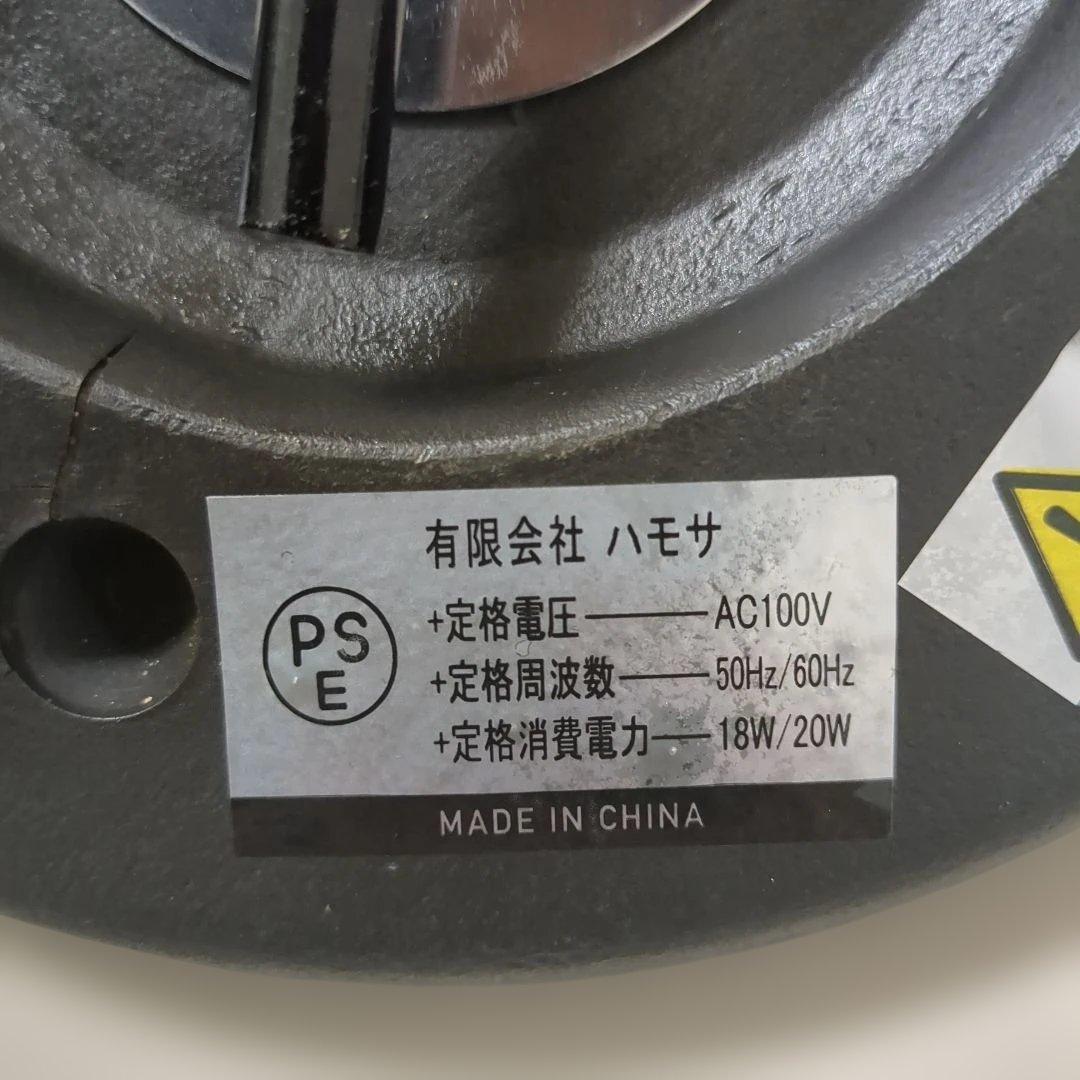 有限会社 ハモサ
PSE
+定格電圧――AC100V
+定格周波数――50Hz/60Hz
+定格消費電力――18W/20W
MADE IN CHINA